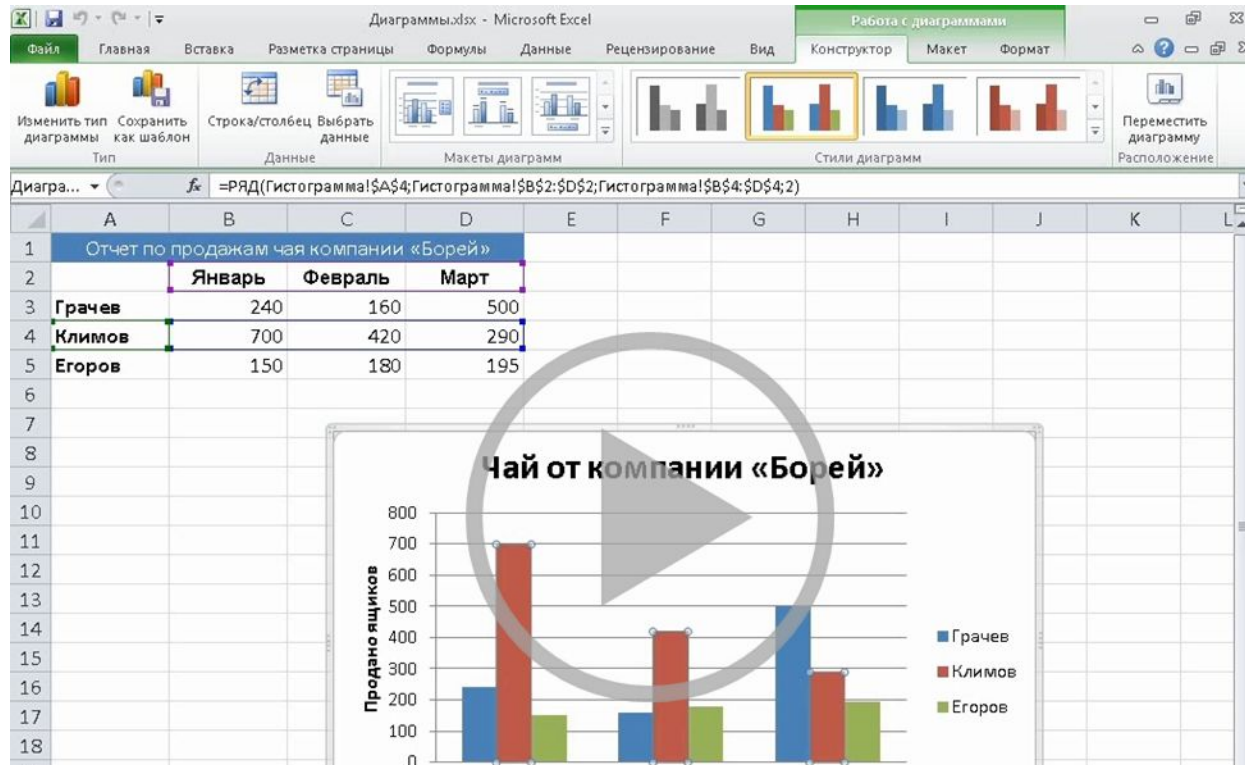 Диаграммы.xlsx - Microsoft Excel
Работа с диаграммами
Файл Главная Вставка Разметка страницы Формулы Данные Рецензирование Вид Конструктор Макет Формат
Изменить тип диаграммы
Сохранить как шаблон
Строка/столбец
Выбрать данные
Переместить диаграмму
Тип Данные Макеты диаграмм Стили диаграмм Расположение
Диагра... fx =РЯД(Гистограмма!$A$4;Гистограмма!$B$2:$D$2;Гистограмма!$B$4:$D$4;2)
A B C D E F G H I J K L
1 Отчет по продажам чая компании «Борей»
2 Январь Февраль Март
3 Грачев 240 160 500
4 Климов 700 420 290
5 Егоров 150 180 195
6
7
8
9
10
11
12
13
14
15
16
17
18
Чай от компании «Борей»
Продано ящиков
800
700
600
500
400
300
200
100
0
Грачев
Климов
Егоров